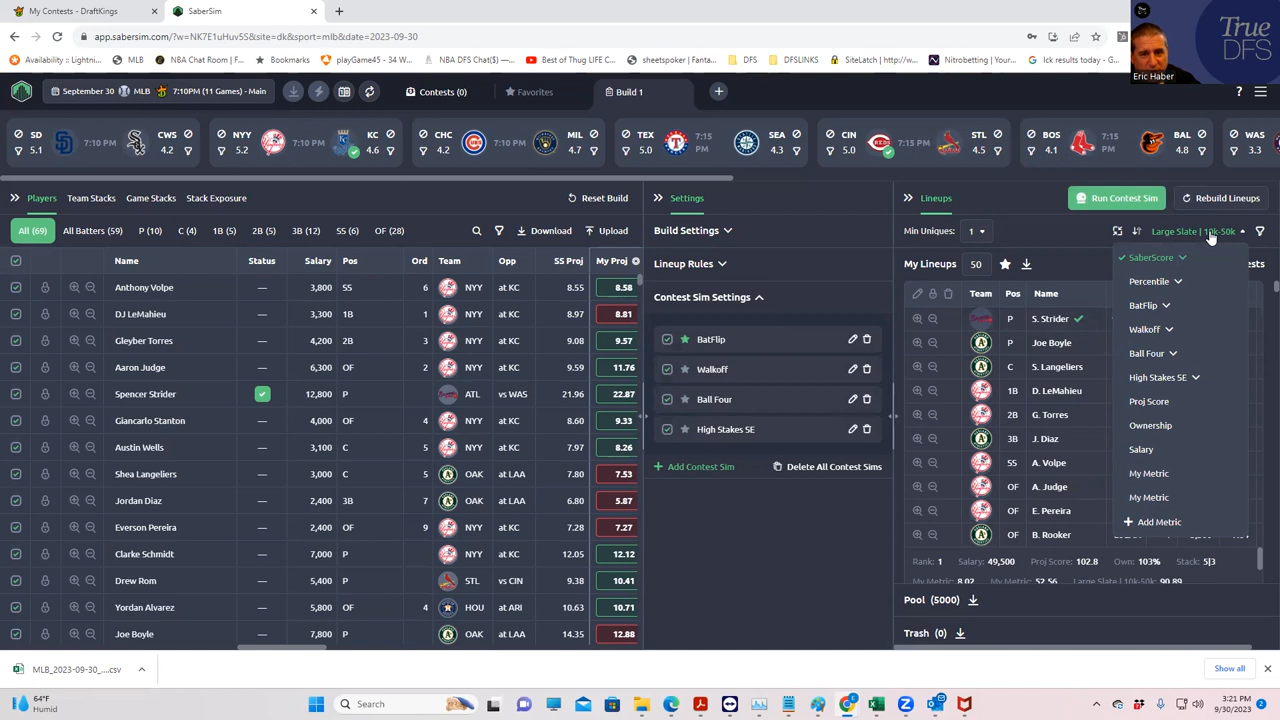 My Contests - DraftKings
SaberSim
app.sabersim.com/?w=NK7E1uHuv5S&site=dk&sport=mlb&date=2023-09-30
Availability :: Lightni...
MLB
NBA Chat Room | F...
Bookmarks
playGame45 - 34 W...
NBA DFS Chat($) -...
Best of Thug LIFE C...
sheetspoker | Fanta...
DFS
DFSLINKS
SiteLatch | http://w...
Nitrobetting | Your...
Ick results today f...
True
DFS
Eric Haber
September 30
MLB
7:10PM (11 Games) - Main
Contests (0)
Favorites
Build 1
SD 5.1
7:10 PM
CWS 4.2
NYY 5.2
7:10 PM
KC 4.6
CHC 4.2
7:10 PM
MIL 4.7
TEX 5.0
7:15 PM
SEA 4.3
CIN 5.0
7:15 PM
STL 4.5
BOS 4.1
7:15 PM
BAL 4.8
WAS 3.3
Players Team Stacks Game Stacks Stack Exposure Reset Build
All (69) All Batters (59) P (10) C (4) 1B (5) 2B (5) 3B (12) SS (6) OF (28) Download Upload
Name Status Salary Pos Ord Team Opp SS Proj My Proj
Anthony Volpe — 3,800 SS 6 NYY at KC 8.55 8.58
DJ LeMahieu — 3,300 1B 1 NYY at KC 8.97 8.81
Gleyber Torres — 4,200 2B 3 NYY at KC 9.08 9.57
Aaron Judge — 6,300 OF 2 NYY at KC 9.59 11.76
Spencer Strider 12,800 P ATL vs WAS 21.96 22.87
Giancarlo Stanton — 4,000 OF 4 NYY at KC 8.60 9.33
Austin Wells — 3,100 C 5 NYY at KC 7.97 8.26
Shea Langeliers — 3,000 C 5 OAK at LAA 7.80 7.53
Jordan Diaz — 2,400 3B 7 OAK at LAA 6.80 5.87
Everson Pereira — 2,400 OF 9 NYY at KC 7.28 7.27
Clarke Schmidt — 7,000 P NYY at KC 12.05 12.12
Drew Rom — 5,400 P STL vs CIN 9.38 10.41
Yordan Alvarez — 5,800 OF 4 HOU at ARI 10.63 10.71
Joe Boyle — 7,800 P OAK at LAA 14.35 12.88
Settings
Build Settings
Lineup Rules
Contest Sim Settings
BatFlip
Walkoff
Ball Four
High Stakes SE
+ Add Contest Sim
Delete All Contest Sims
Lineups
Run Contest Sim
Rebuild Lineups
Min Uniques: 1
Large Slate | 10k-50k
My Lineups 50
Team Pos Name
P S. Strider
P Joe Boyle
C S. Langeliers
1B D. LeMahieu
2B G. Torres
3B J. Diaz
SS A. Volpe
OF A. Judge
OF E. Pereira
OF B. Rooker
SaberScore
Percentile
BatFlip
Walkoff
Ball Four
High Stakes SE
Proj Score
Ownership
Salary
My Metric
My Metric
+ Add Metric
Rank: 1 Salary: 49,500 Proj Score: 102.8 Own: 103% Stack: 5|3
My Metric: 8.02 My Metric: 52.56 Large Slate | 10k-50k: 90.89
Pool (5000)
Trash (0)
MLB_2023-09-30_....csv
Show all
64°F
Humid
Search
3:21 PM
9/30/2023